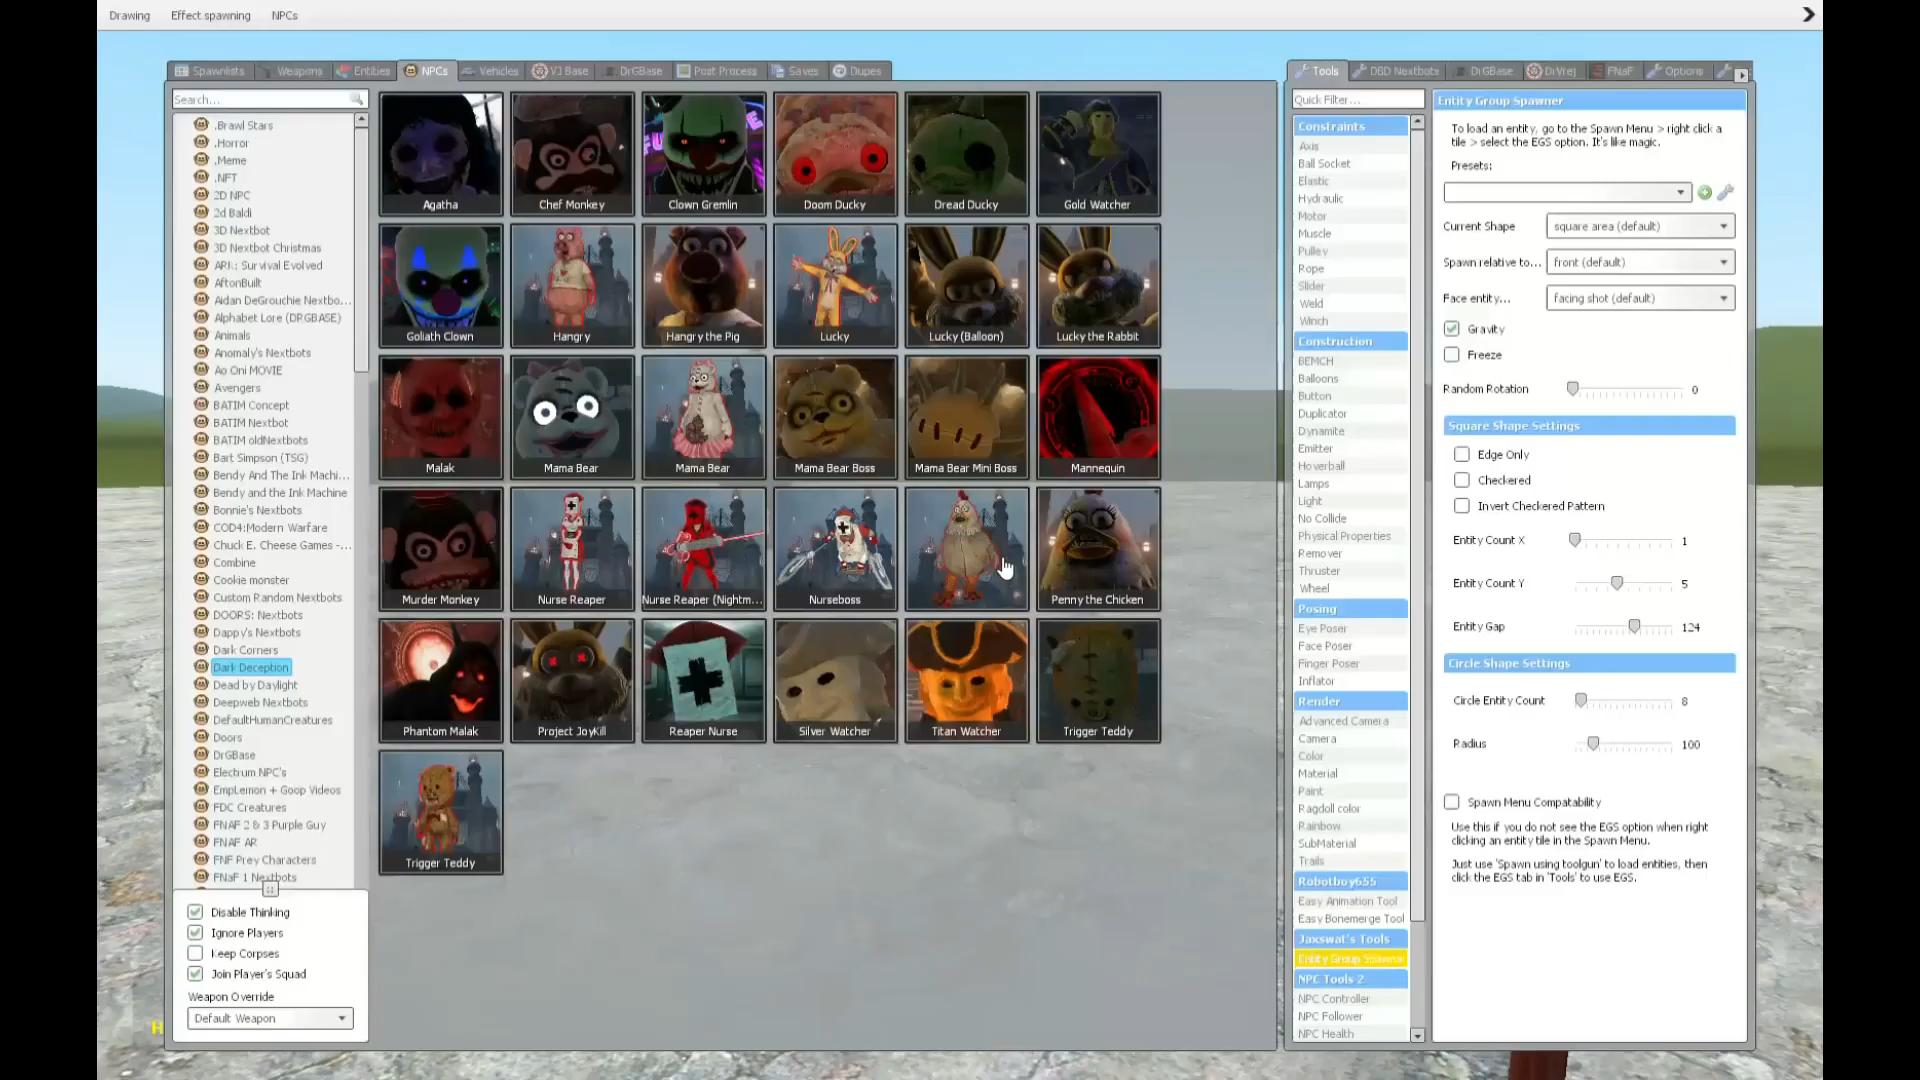 Drawing
Effect spawning
NPCs
Spawnlists
Weapons
Entities
NPCs
Vehicles
VJ Base
DrGBase
Post Process
Saves
Dupes
Search...
.Brawl Stars
.Horror
.Meme
.NFT
2D NPC
2d Baldi
3D Nextbot
3D Nextbot Christmas
ARK: Survival Evolved
AftonBuilt
Aidan DeGrouchie Nextbo...
Alphabet Lore (DRGBASE)
Animals
Anomaly's Nextbots
Ao Oni MOVIE
Avengers
BATIM Concept
BATIM Nextbot
BATIM oldNextbots
Bart Simpson (TSG)
Bendy And The Ink Machi...
Bendy and the Ink Machine
Bonnie's Nextbots
COD4:Modern Warfare
Chuck E. Cheese Games -...
Combine
Cookie monster
Custom Random Nextbots
DOORS: Nextbots
Dappy's Nextbots
Dark Corners
Dark Deception
Dead by Daylight
Deepweb Nextbots
DefaultHumanCreatures
Doors
DrGBase
Electrum NPC's
EmpLemon + Goop Videos
FDC Creatures
FNAF 2 & 3 Purple Guy
FNAF AR
FNF Prey Characters
FNaF 1 Nextbots
Disable Thinking
Ignore Players
Keep Corpses
Join Player's Squad
Weapon Override
Default Weapon
H
Agatha
Chef Monkey
Clown Gremlin
Doom Ducky
Dread Ducky
Gold Watcher
Goliath Clown
Hangry
Hangry the Pig
Lucky
Lucky (Balloon)
Lucky the Rabbit
Malak
Mama Bear
Mama Bear
Mama Bear Boss
Mama Bear Mini Boss
Mannequin
Murder Monkey
Nurse Reaper
Nurse Reaper (Nightm...
Nurseboss
Penny the Chicken
Phantom Malak
Project JoyKill
Reaper Nurse
Silver Watcher
Titan Watcher
Trigger Teddy
Trigger Teddy
Tools
DBD Nextbots
DrGBase
DrVrej
FNaF
Options
Quick Filter...
Constraints
Axis
Ball Socket
Elastic
Hydraulic
Motor
Muscle
Pulley
Rope
Slider
Weld
Winch
Construction
BEMCH
Balloons
Button
Duplicator
Dynamite
Emitter
Hoverball
Lamps
Light
No Collide
Physical Properties
Remover
Thruster
Wheel
Posing
Eye Poser
Face Poser
Finger Poser
Inflator
Render
Advanced Camera
Camera
Color
Material
Paint
Ragdoll color
Rainbow
SubMaterial
Trails
Robotboy655
Easy Animation Tool
Easy Bonemerge Tool
Jaxswat's Tools
Entity Group Spawner
NPC Tools 2
NPC Controller
NPC Follower
NPC Health
Entity Group Spawner
To load an entity, go to the Spawn Menu > right click a
tile > select the EGS option. It's like magic.
Presets:
Current Shape
square area (default)
Spawn relative to...
front (default)
Face entity...
facing shot (default)
Gravity
Freeze
Random Rotation
0
Square Shape Settings
Edge Only
Checkered
Invert Checkered Pattern
Entity Count X
1
Entity Count Y
5
Entity Gap
124
Circle Shape Settings
Circle Entity Count
8
Radius
100
Spawn Menu Compatability
Use this if you do not see the EGS option when right
clicking an entity tile in the Spawn Menu.
Just use 'Spawn using toolgun' to load entities, then
click the EGS tab in 'Tools' to use EGS.